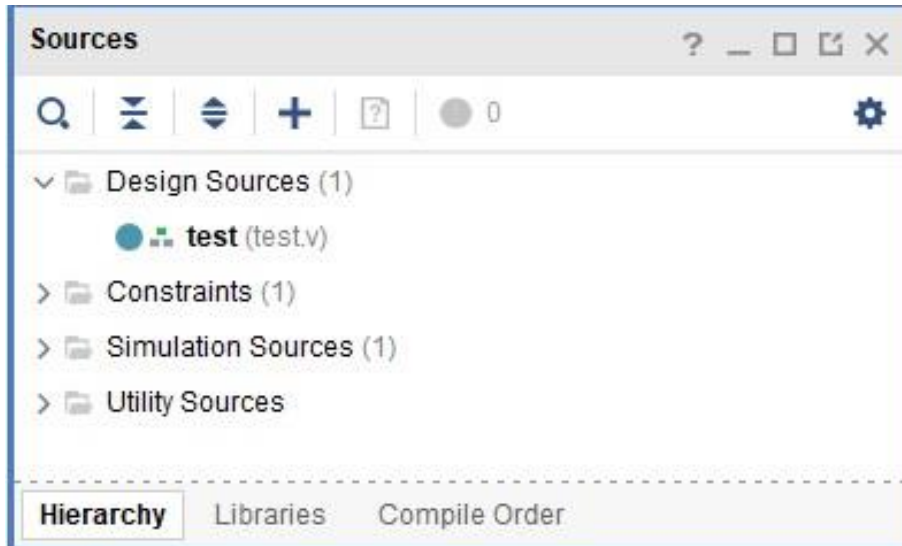 Sources
0
Design Sources (1)
test (test.v)
Constraints (1)
Simulation Sources (1)
Utility Sources
Hierarchy Libraries Compile Order